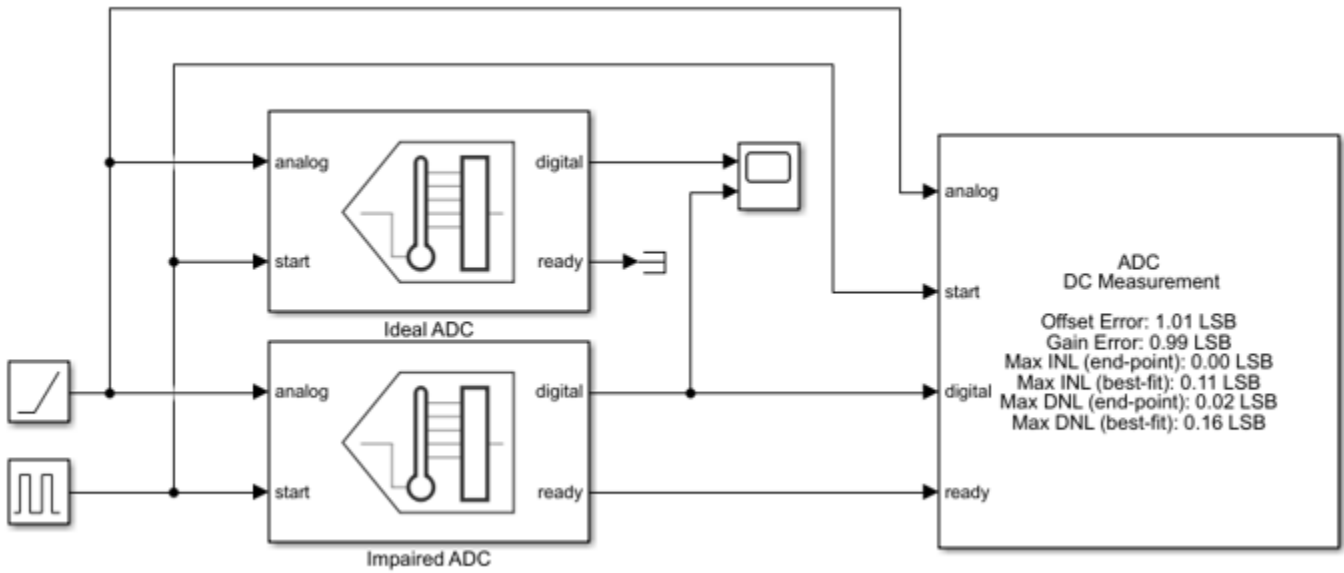 analog
digital
start
ready
Ideal ADC
analog
digital
start
ready
Impaired ADC
analog
start
digital
ready
ADC
DC Measurement
Offset Error: 1.01 LSB
Gain Error: 0.99 LSB
Max INL (end-point): 0.00 LSB
Max INL (best-fit): 0.11 LSB
Max DNL (end-point): 0.02 LSB
Max DNL (best-fit): 0.16 LSB